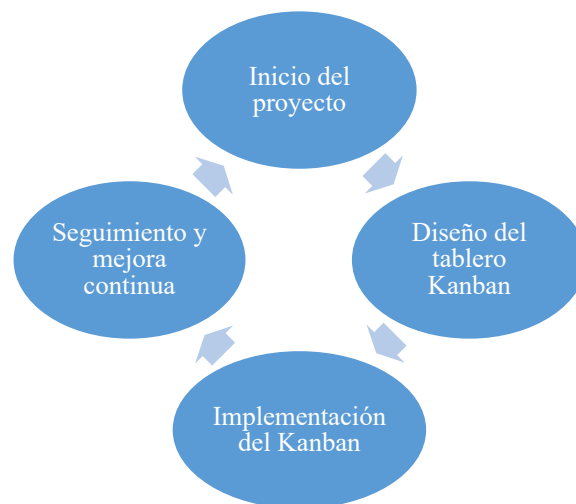 Inicio del
proyecto
Diseño del
tablero
Kanban
Implementación
del Kanban
Seguimiento y
mejora
continua